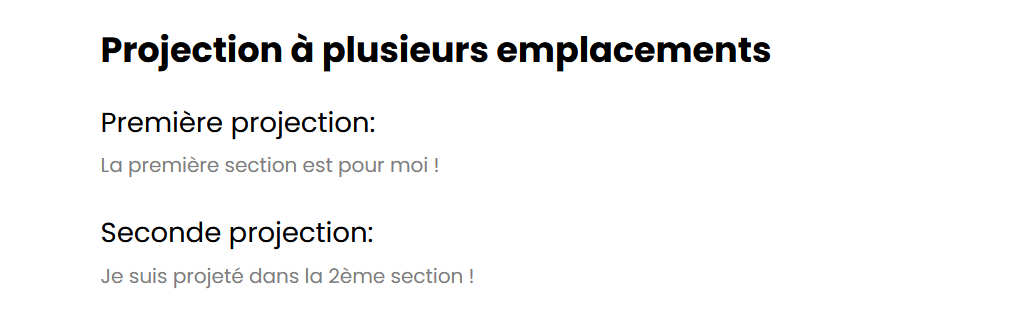 Projection à plusieurs emplacements
Première projection:
La première section est pour moi !
Seconde projection:
Je suis projeté dans la 2ème section !